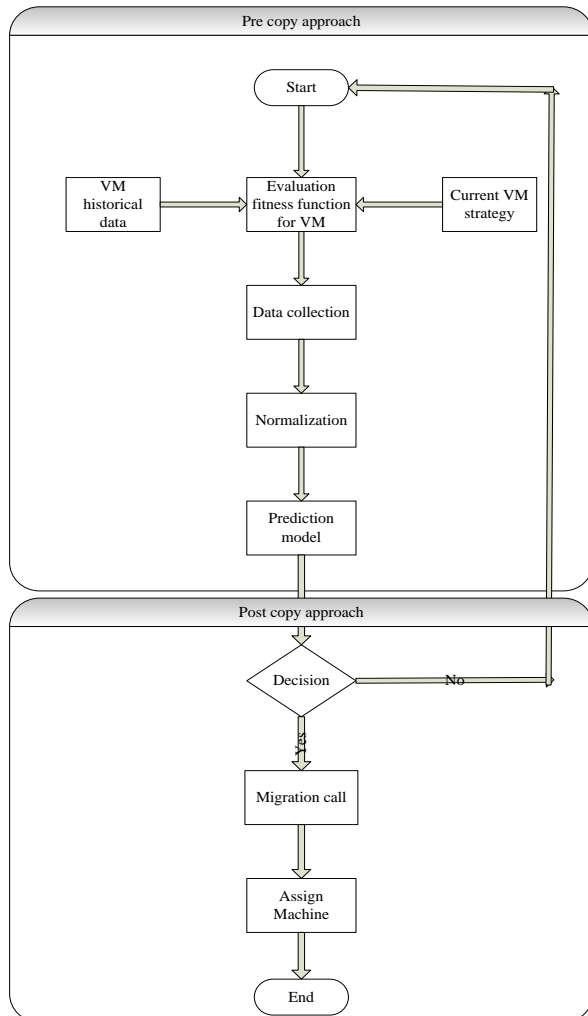 Pre copy approach
Start
VM
historical
data
Evaluation
fitness function
for VM
Current VM
strategy
Data collection
Normalization
Prediction
model
Post copy approach
Decision
No
Yes
Migration call
Assign
Machine
End